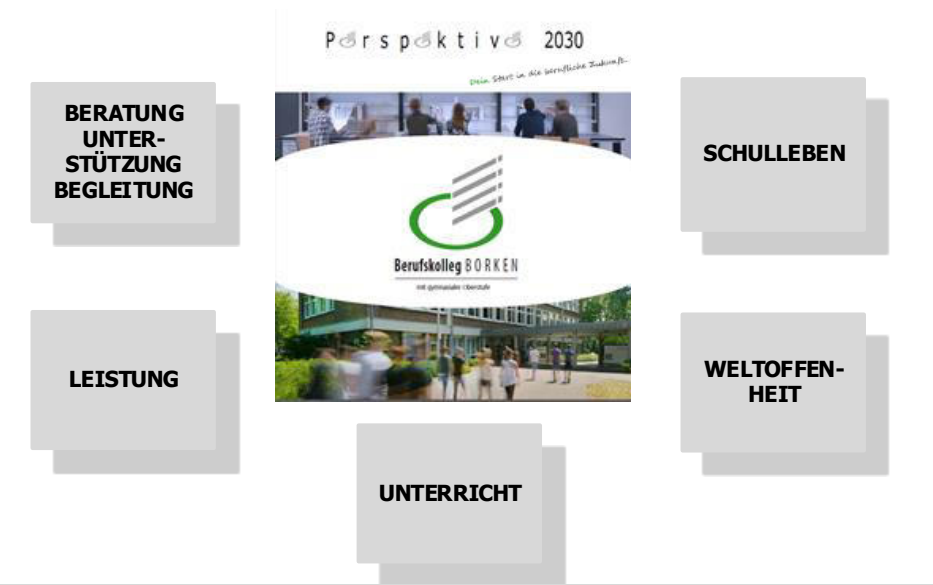 Perspektive 2030
Dein Start in die berufliche Zukunft.
BERATUNG
UNTER-
STÜTZUNG
BEGLEITUNG
SCHULLEBEN
Berufskolleg BORKEN
mit gymnasialer Oberstufe
LEISTUNG
WELTOFFEN-
HEIT
UNTERRICHT